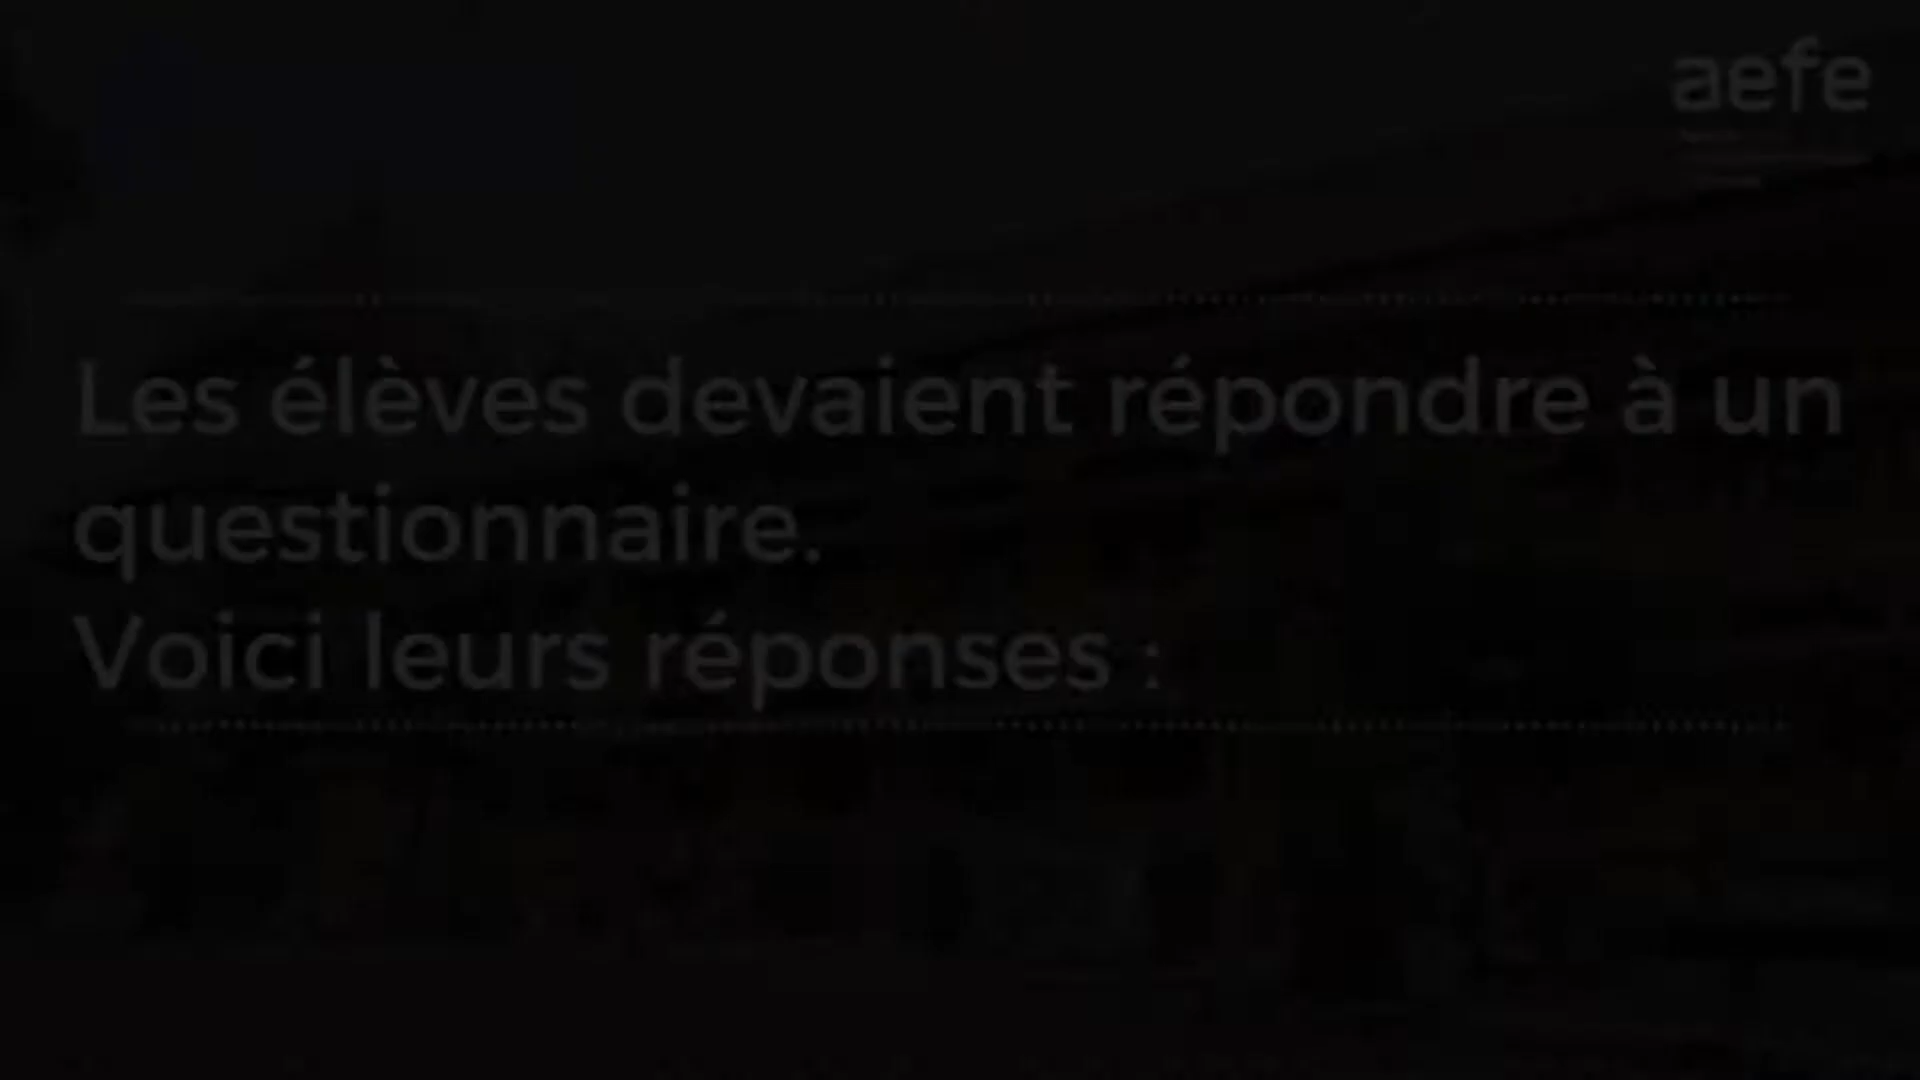 aefe
Les élèves devaient répondre à un
questionnaire.
Voici leurs réponses :